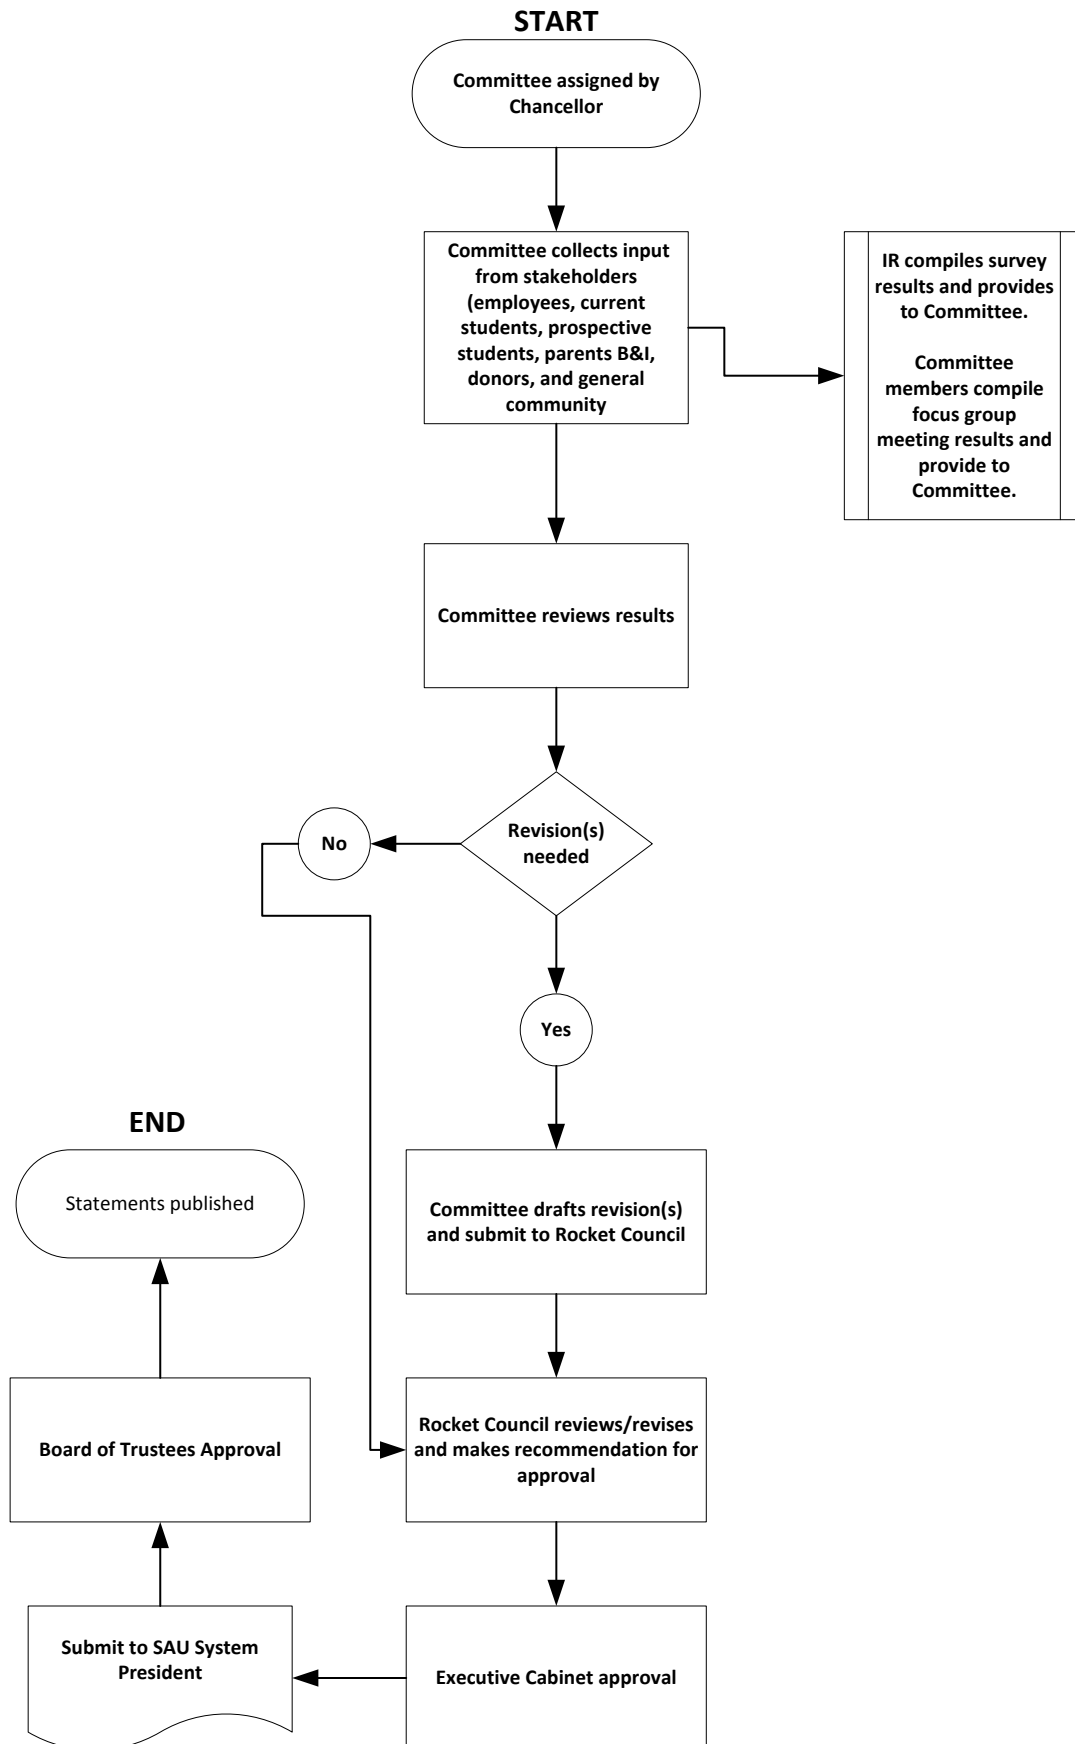 START
Committee assigned by
Chancellor
Committee collects input
from stakeholders
(employees, current
students, prospective
students, parents B&I,
donors, and general
community
IR compiles survey
results and provides
to Committee.
Committee
members compile
focus group
meeting results and
provide to
Committee.
Committee reviews results
Revision(s)
needed
No
Yes
Committee drafts revision(s)
and submit to Rocket Council
Rocket Council reviews/revises
and makes recommendation for
approval
Executive Cabinet approval
Submit to SAU System
President
Board of Trustees Approval
END
Statements published